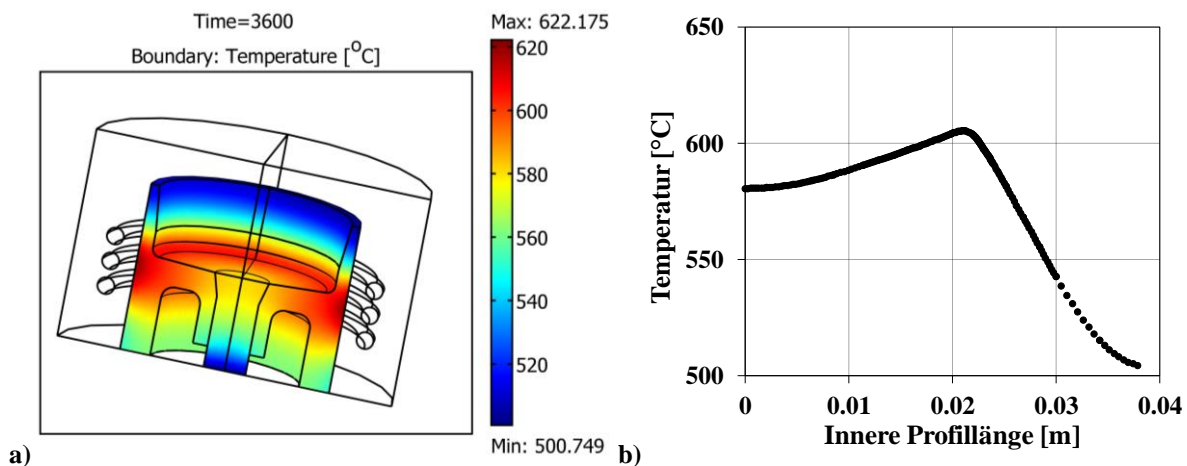 Time=3600
Boundary: Temperature [°C]
Max: 622.175
620
600
580
560
540
520
Min: 500.749
a)
650
600
550
500
Temperatur [°C]
0
0.01
0.02
0.03
0.04
Innere Profillänge [m]
b)